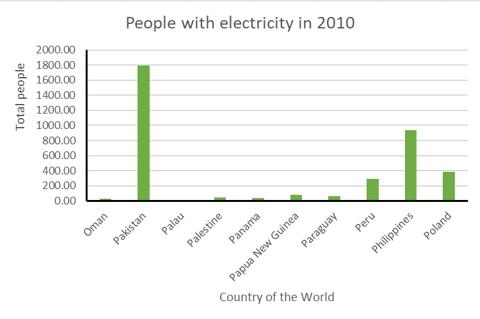 People with electricity in 2010
Total people
2000.00
1800.00
1600.00
1400.00
1200.00
1000.00
800.00
600.00
400.00
200.00
0.00
Oman
Pakistan
Palau
Palestine
Panama
Papua New Guinea
Paraguay
Peru
Philippines
Poland
Country of the World